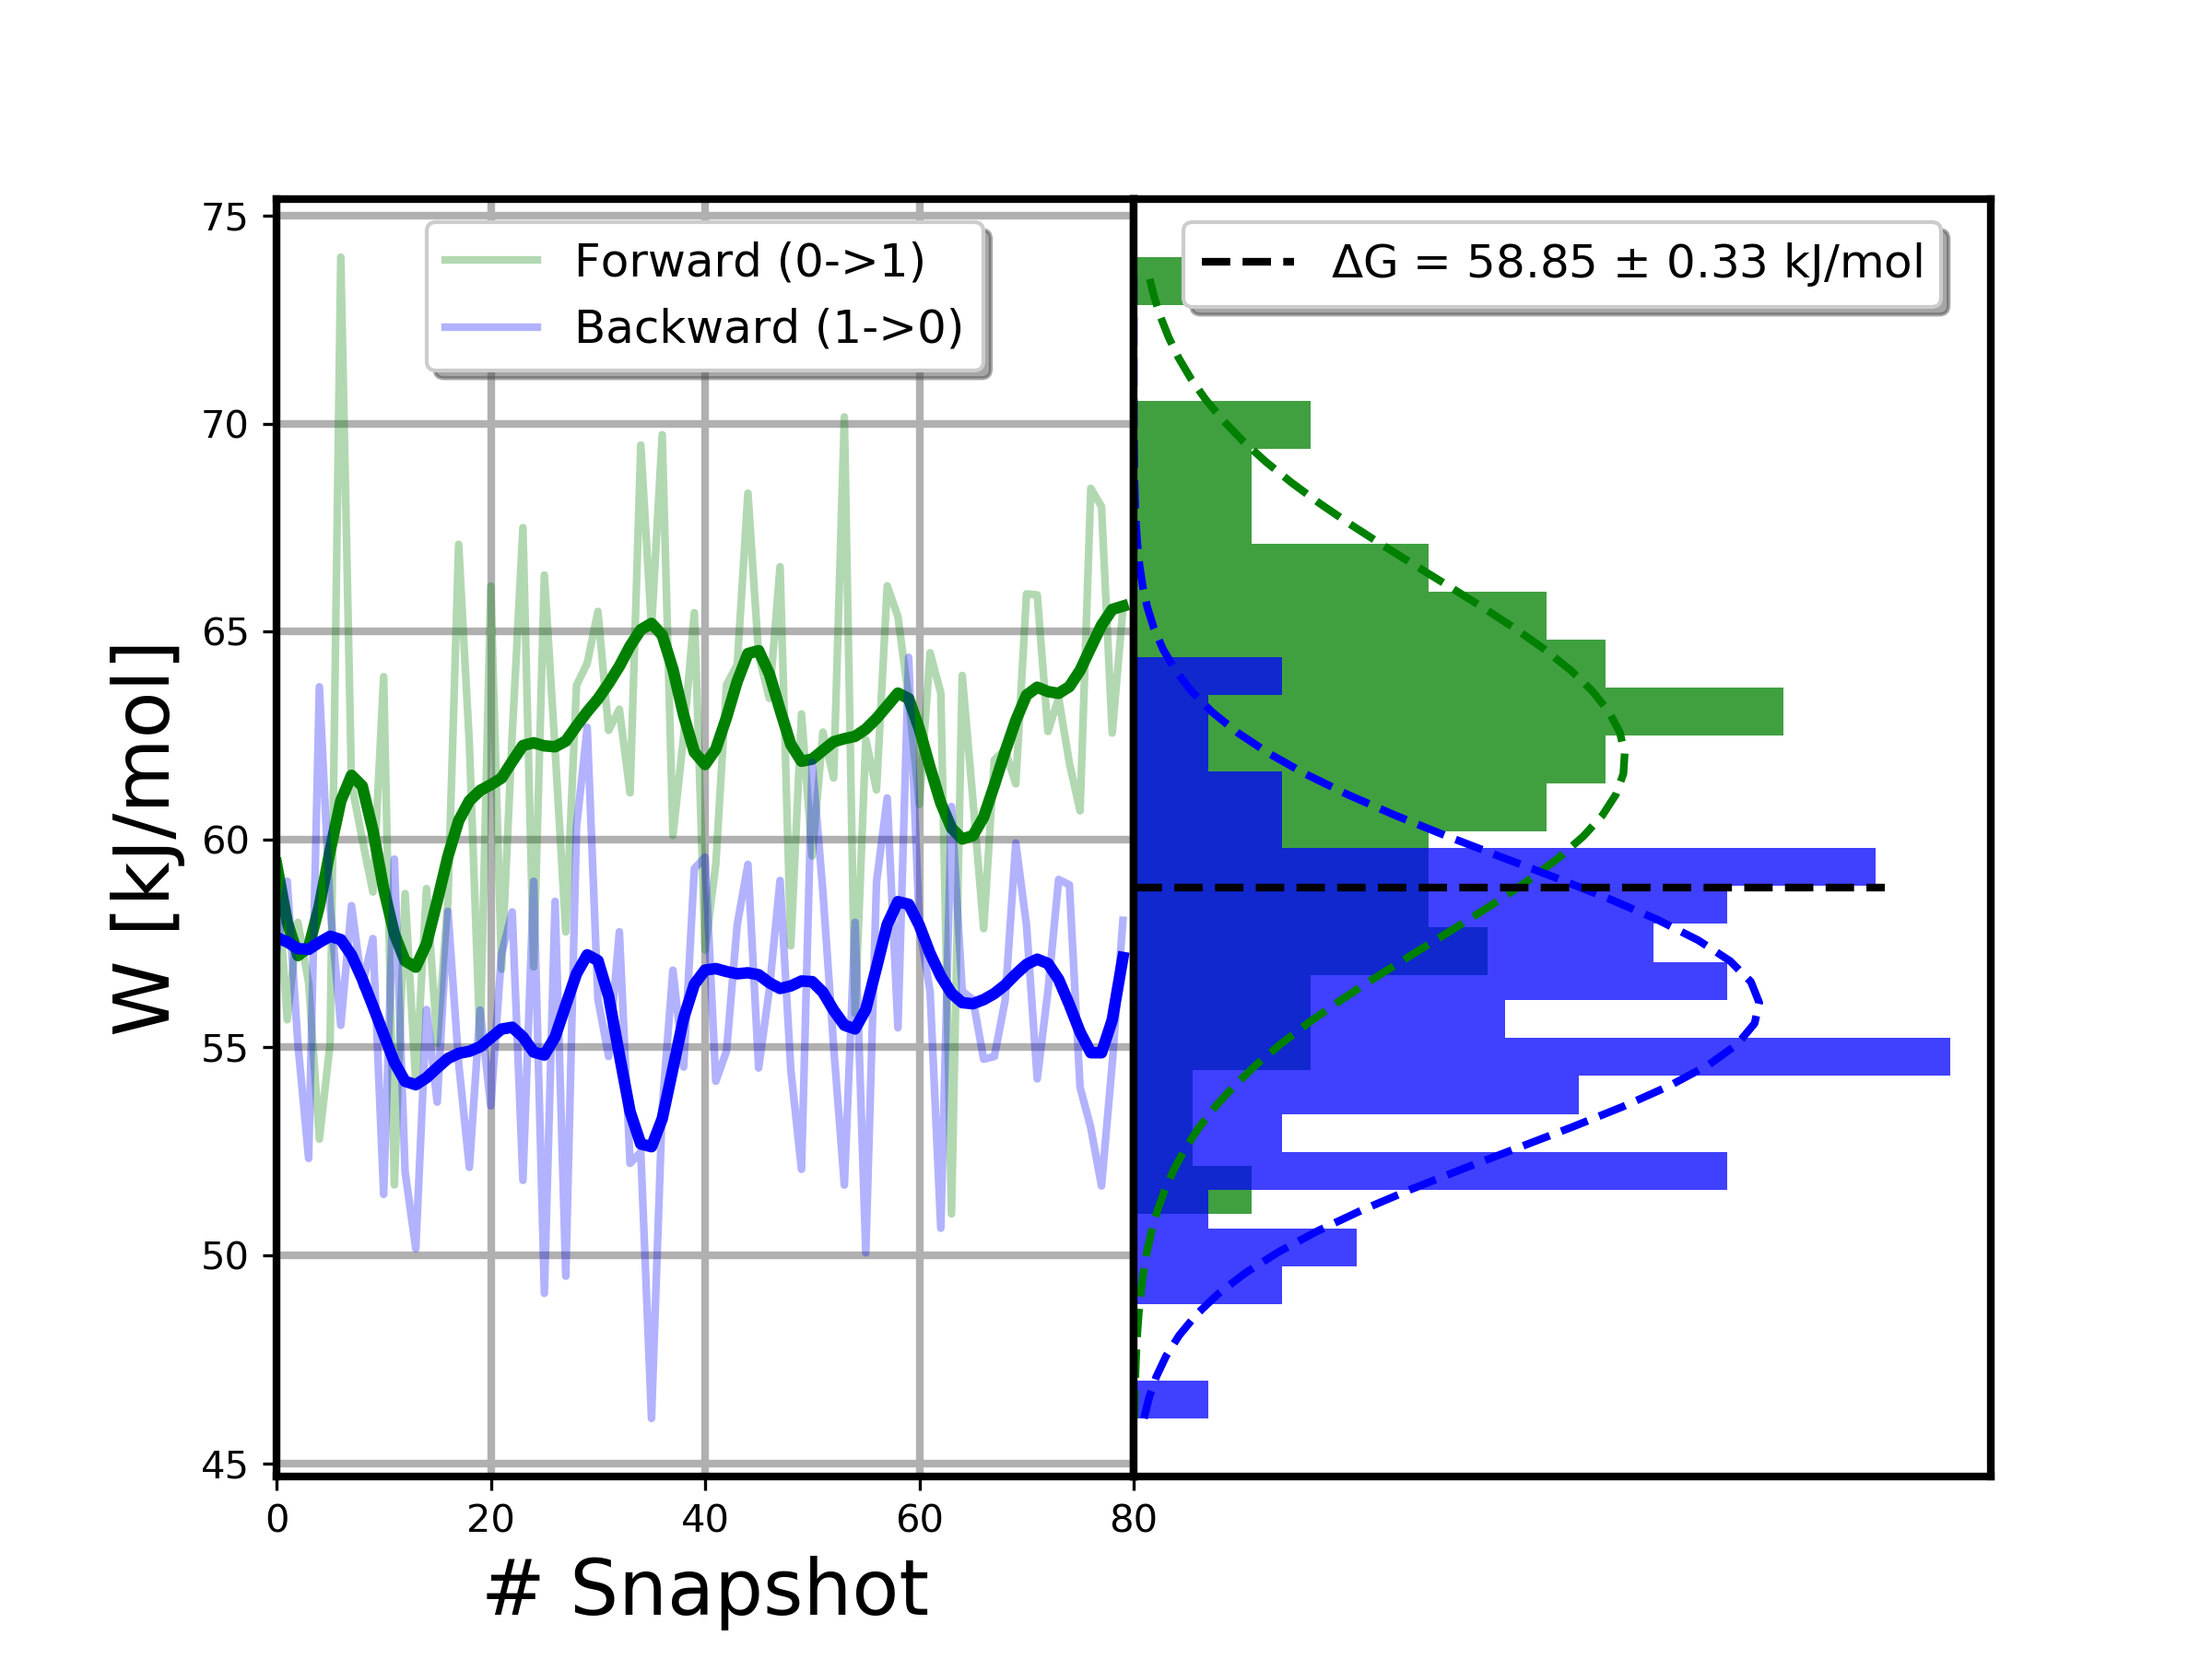 Forward (0->1)
Backward (1->0)
ΔG = 58.85 ± 0.33 kJ/mol
W [kJ/mol]
75
70
65
60
55
50
45
0 20 40 60 80
# Snapshot